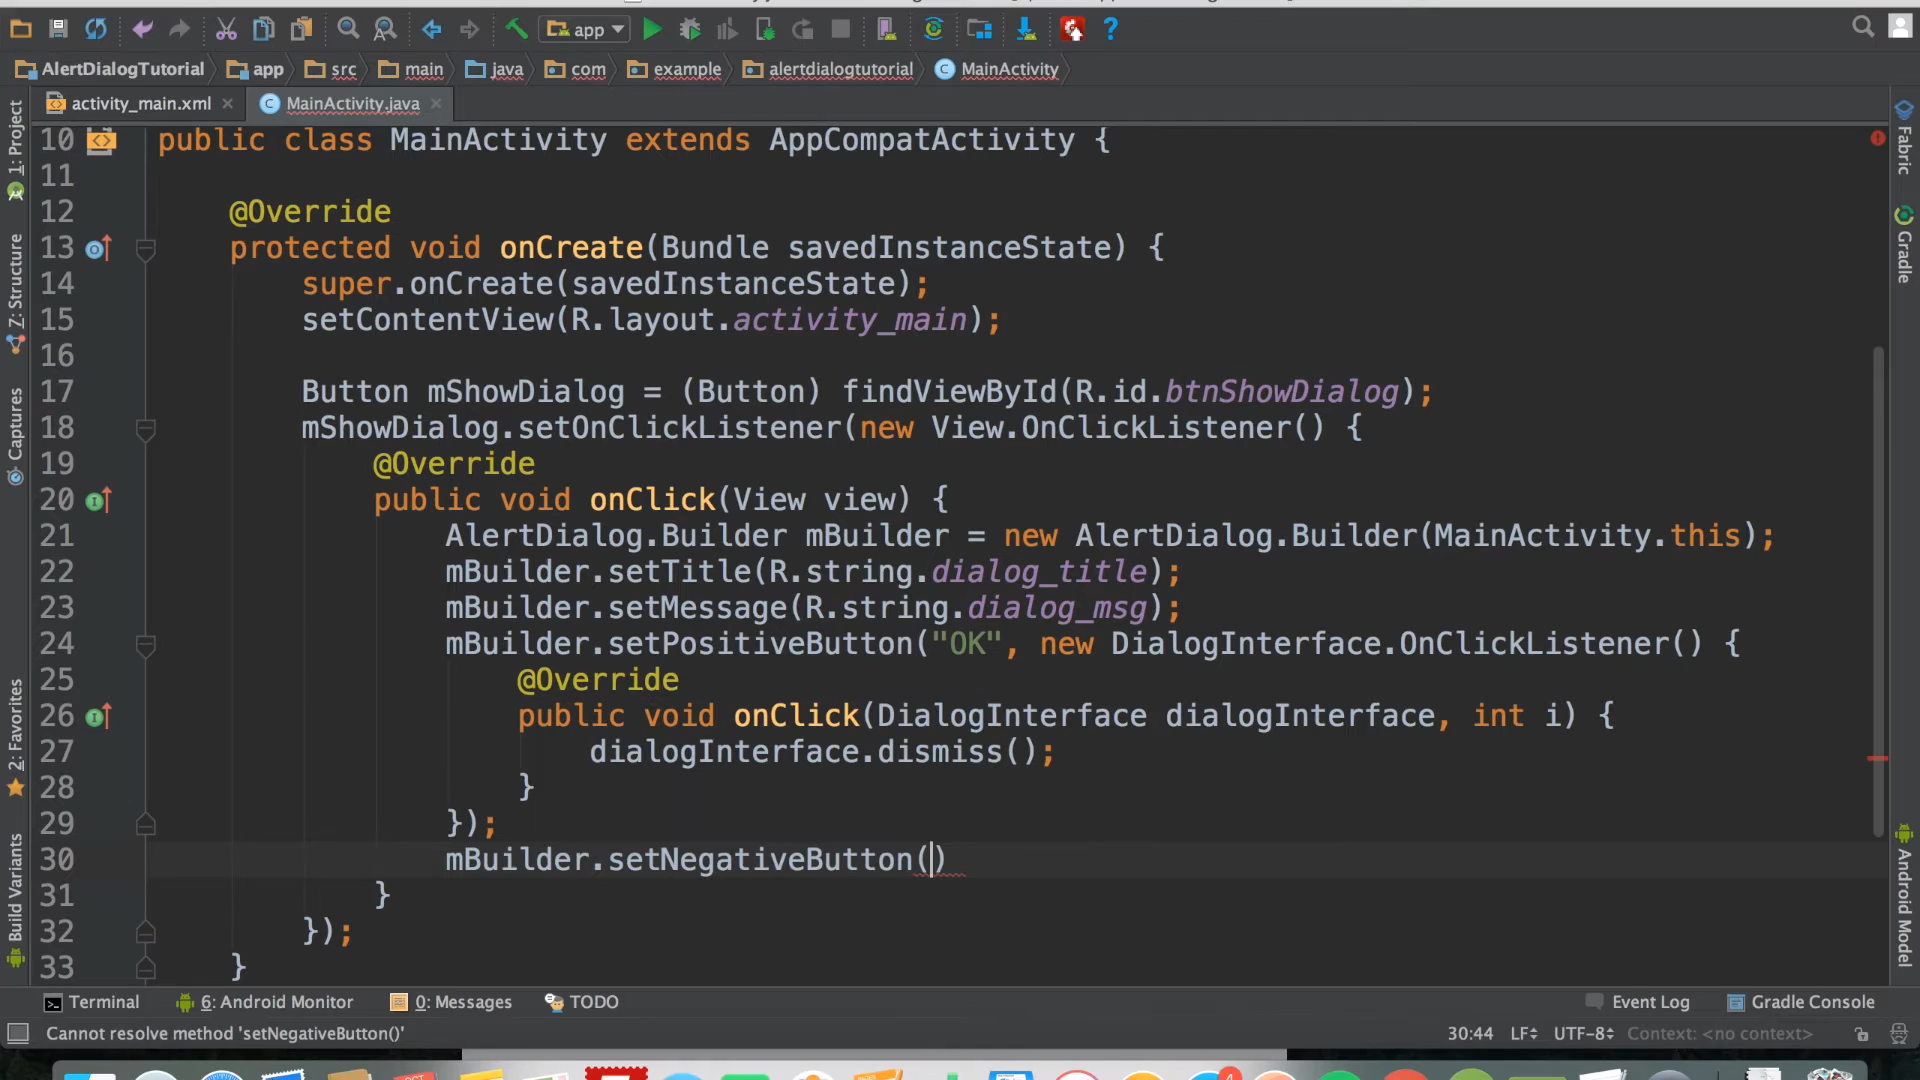 app
AlertDialogTutorial app src main java com example alertdialogtutorial MainActivity
activity_main.xml MainActivity.java
1: Project
7: Structure
Captures
2: Favorites
Build Variants
10 public class MainActivity extends AppCompatActivity {
11
12 @Override
13 protected void onCreate(Bundle savedInstanceState) {
14 super.onCreate(savedInstanceState);
15 setContentView(R.layout.activity_main);
16
17 Button mShowDialog = (Button) findViewById(R.id.btnShowDialog);
18 mShowDialog.setOnClickListener(new View.OnClickListener() {
19 @Override
20 public void onClick(View view) {
21 AlertDialog.Builder mBuilder = new AlertDialog.Builder(MainActivity.this);
22 mBuilder.setTitle(R.string.dialog_title);
23 mBuilder.setMessage(R.string.dialog_msg);
24 mBuilder.setPositiveButton("OK", new DialogInterface.OnClickListener() {
25 @Override
26 public void onClick(DialogInterface dialogInterface, int i) {
27 dialogInterface.dismiss();
28 }
29 });
30 mBuilder.setNegativeButton()
31 }
32 });
33 }
Fabric
Gradle
Android Model
Terminal 6: Android Monitor 0: Messages TODO Event Log Gradle Console
Cannot resolve method 'setNegativeButton()' 30:44 LF UTF-8 Context: <no context>